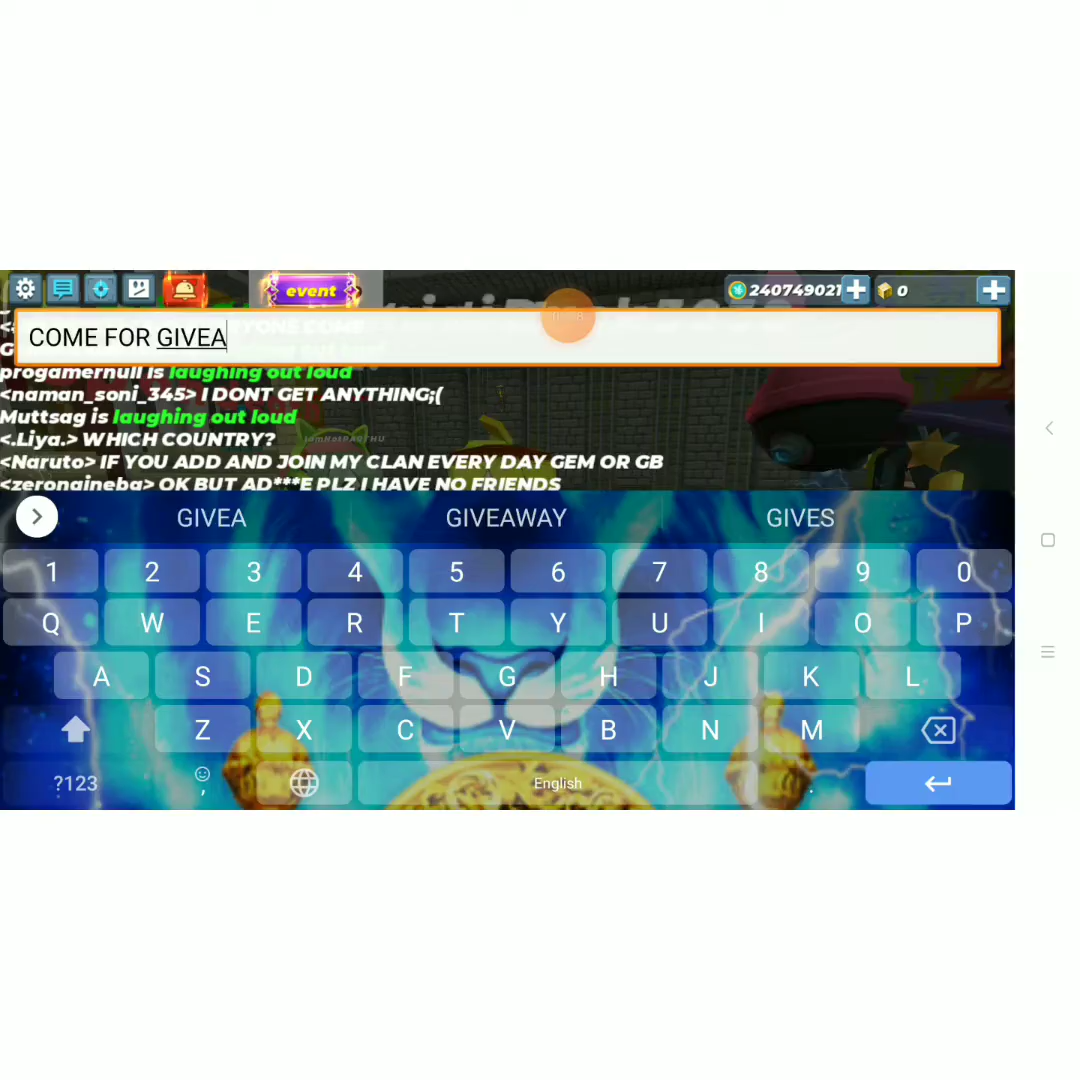 event
240749021
0
COME FOR GIVEA
progamernull is laughing out loud
<naman_soni_345> I DONT GET ANYTHING;(
Muttsag is laughing out loud
<.Liya.> WHICH COUNTRY?
<Naruto> IF YOU ADD AND JOIN MY CLAN EVERY DAY GEM OR GB
<zerongineba> OK BUT AD***E PLZ I HAVE NO FRIENDS
GIVEA GIVEAWAY GIVES
1 2 3 4 5 6 7 8 9 0
Q W E R T Y U I O P
A S D F G H J K L
Z X C V B N M
?123 , English .